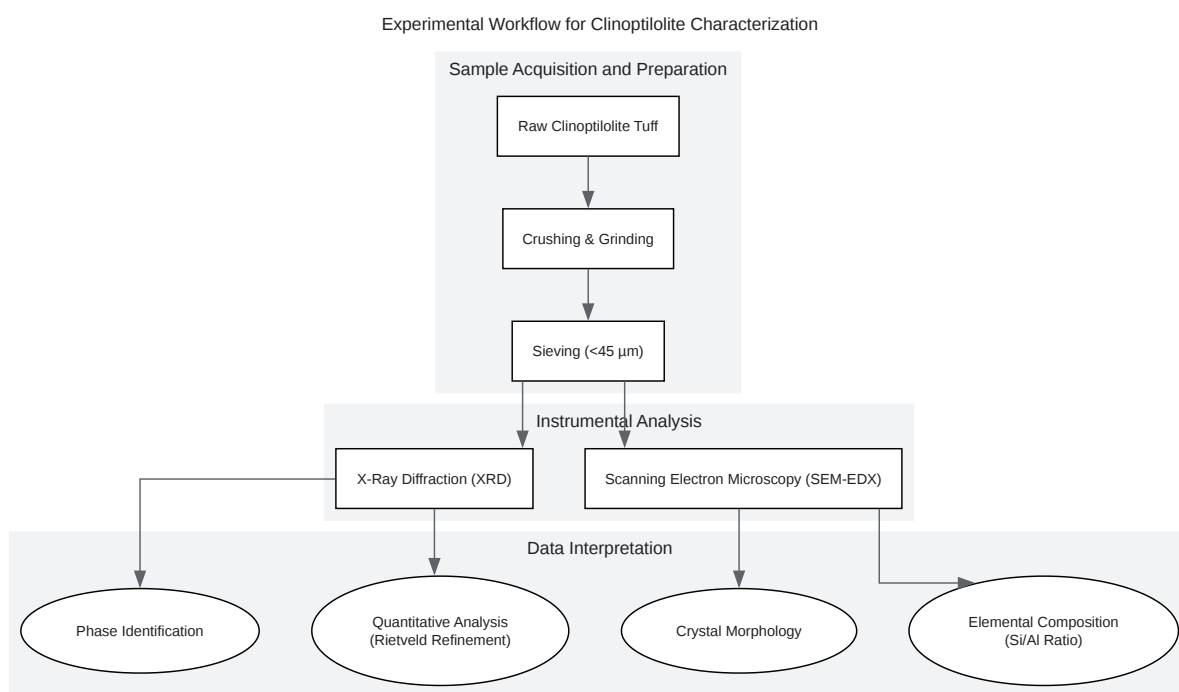 Experimental Workflow for Clinoptilolite Characterization
Sample Acquisition and Preparation
Raw Clinoptilolite Tuff
Crushing & Grinding
Sieving (<45 µm)
Instrumental Analysis
X-Ray Diffraction (XRD)
Scanning Electron Microscopy (SEM-EDX)
Data Interpretation
Phase Identification
Quantitative Analysis
(Rietveld Refinement)
Crystal Morphology
Elemental Composition
(Si/Al Ratio)